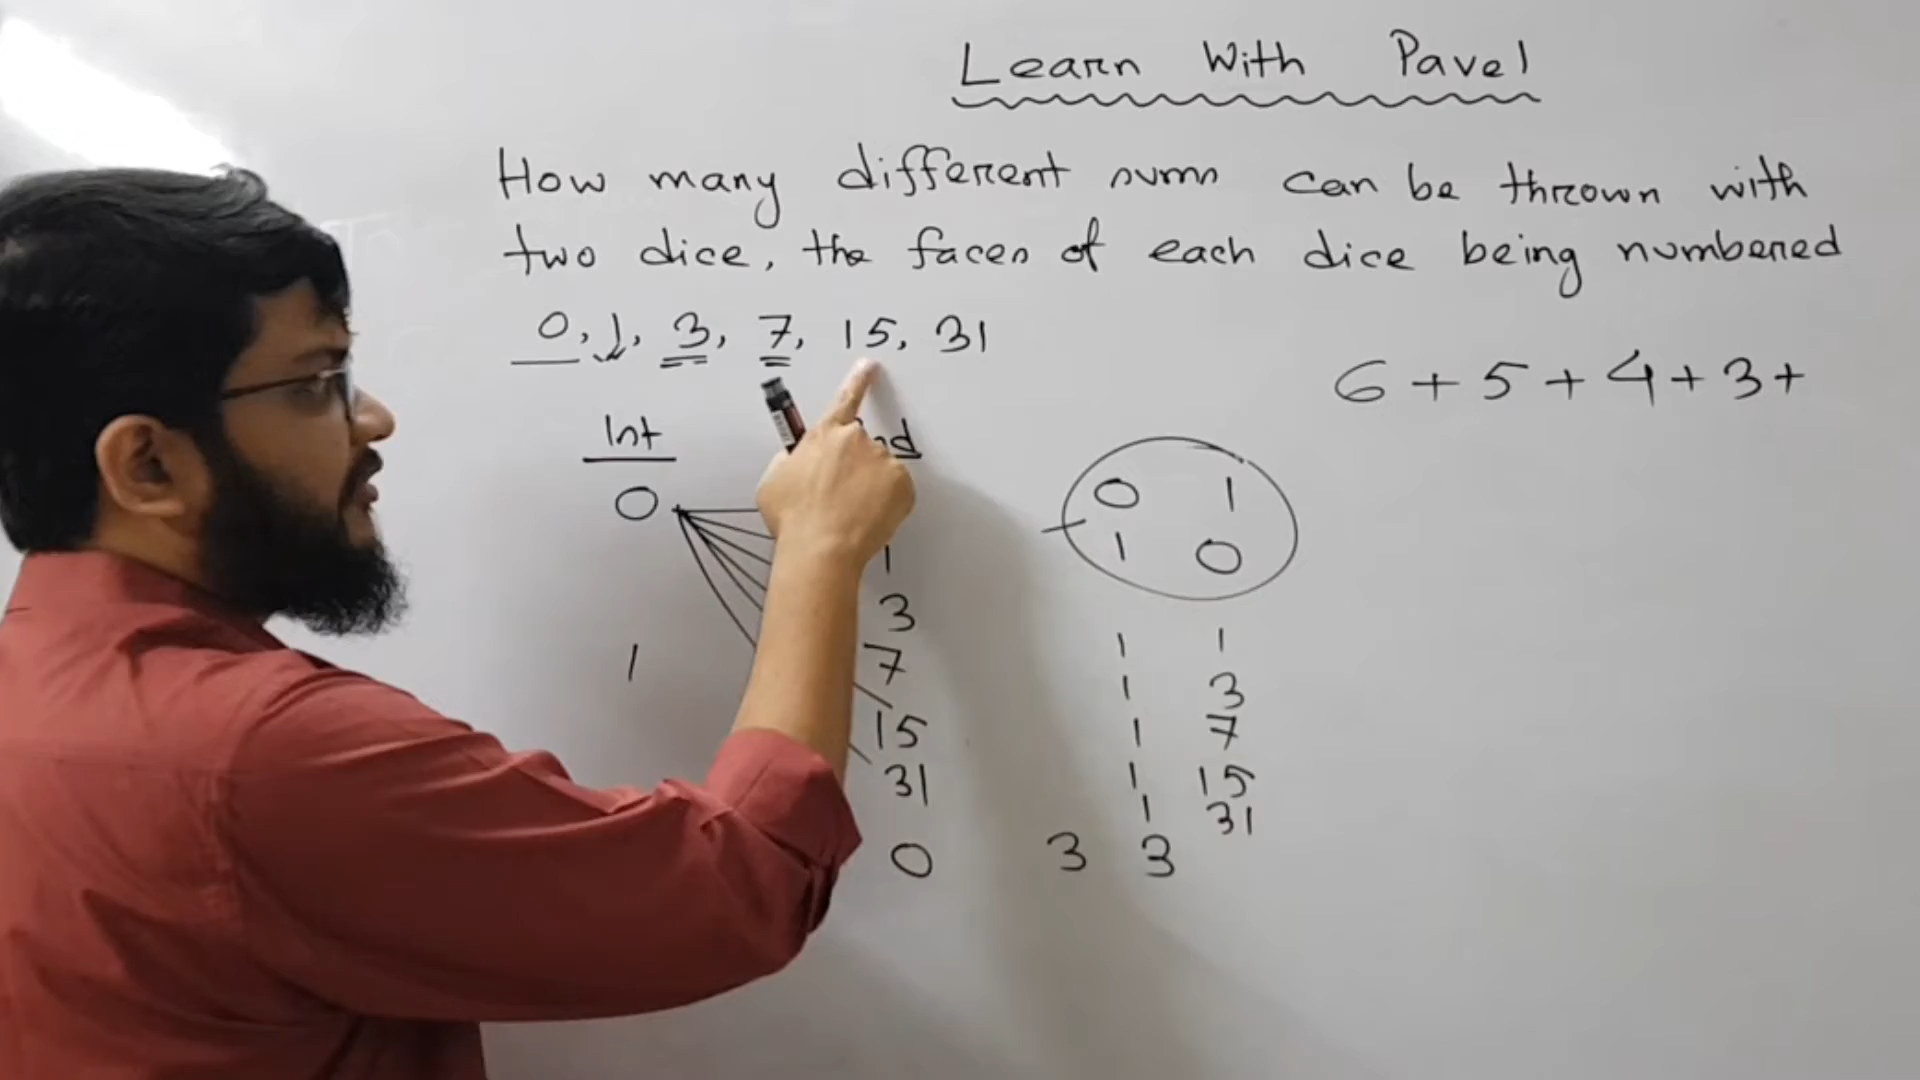 Learn With Pavel
How many different sums can be thrown with
two dice, the faces of each dice being numbered
0, 1, 3, 7, 15, 31
6 + 5 + 4 + 3 +
Int
0
1
1
3
7
15
31
0
0 1
1 0
1 1
1 3
1 7
1 15
1 31
3 3